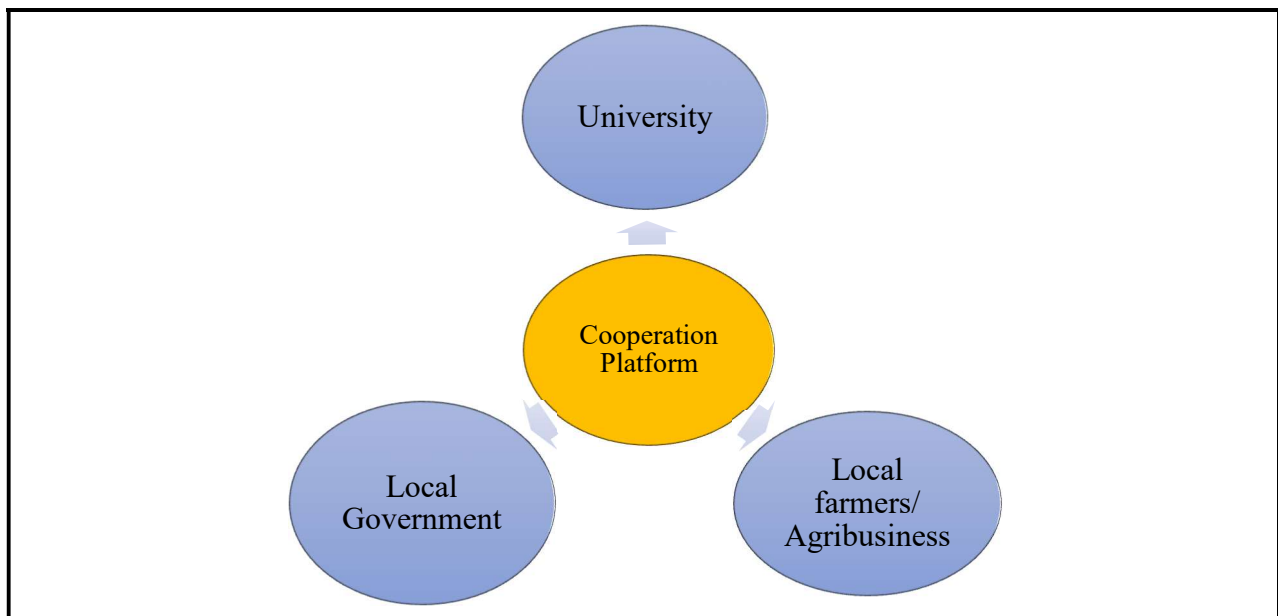 University
Cooperation
Platform
Local
Government
Local
farmers/
Agribusiness